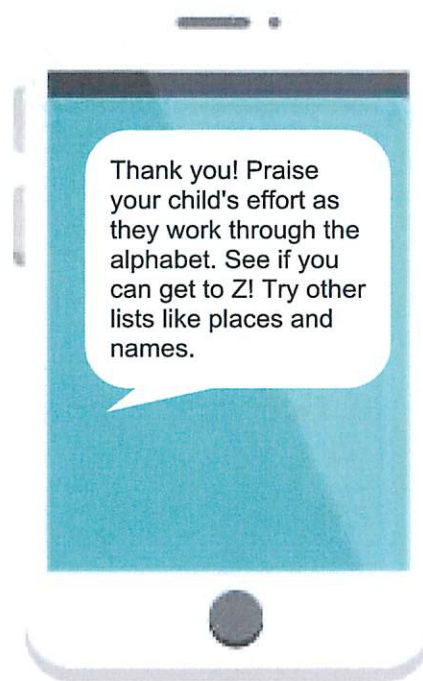 Thank you! Praise
your child's effort as
they work through the
alphabet. See if you
can get to Z! Try other
lists like places and
names.